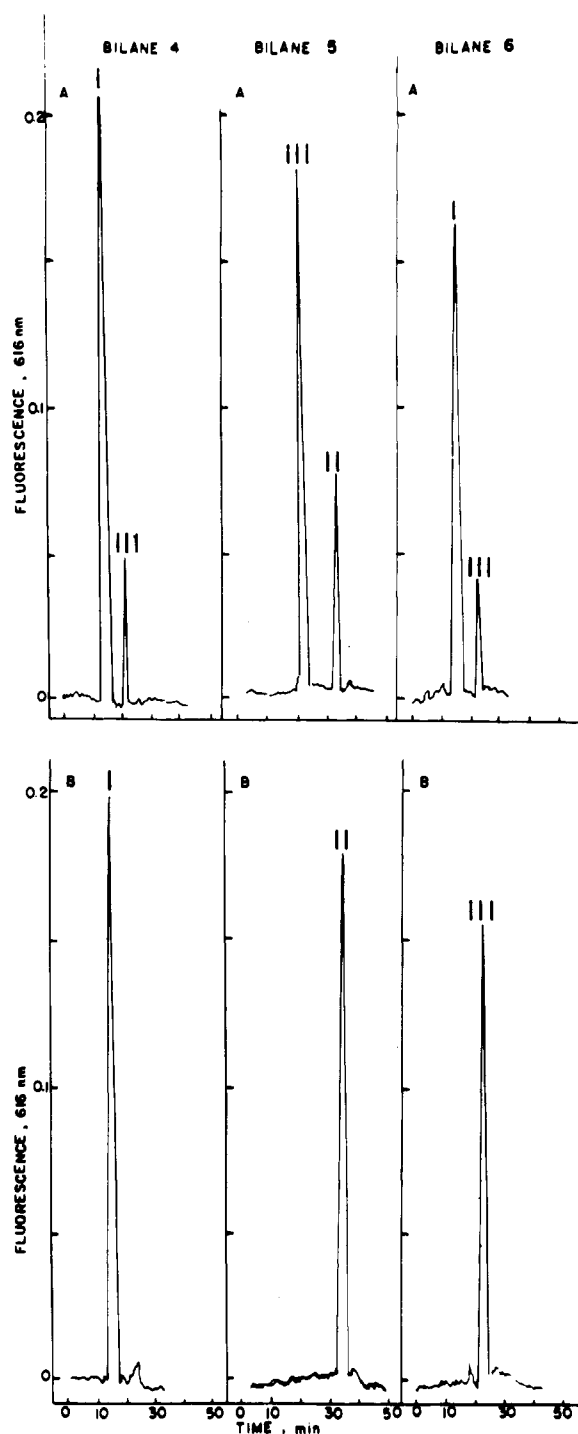 BILANE 4 BILANE 5 BILANE 6
A A A
I III I
0.2
III II III
0.1
0
FLUORESCENCE, 616 nm
B B B
0.2
I II III
0.1
0
FLUORESCENCE, 616 nm
0 10 30 50 0 10 30 50 0 10 30 50
TIME, min